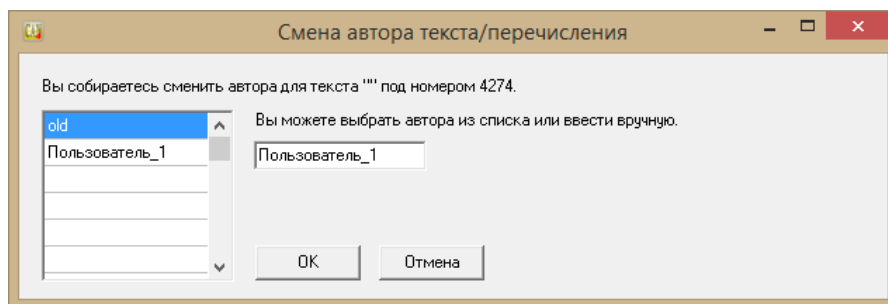 Смена автора текста/перечисления
Вы собираетесь сменить автора для текста "" под номером 4274.
old
Пользователь_1
Вы можете выбрать автора из списка или ввести вручную.
Пользователь_1
OK
Отмена